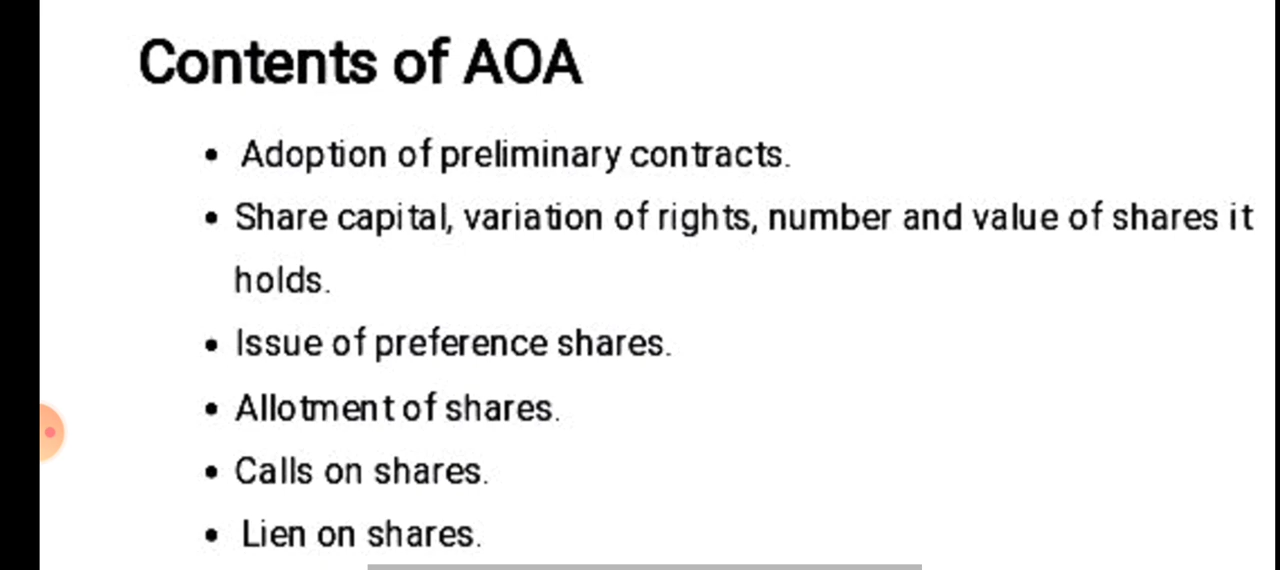 Contents of AOA
• Adoption of preliminary contracts.
• Share capital, variation of rights, number and value of shares it
holds.
• Issue of preference shares.
• Allotment of shares.
• Calls on shares.
• Lien on shares.